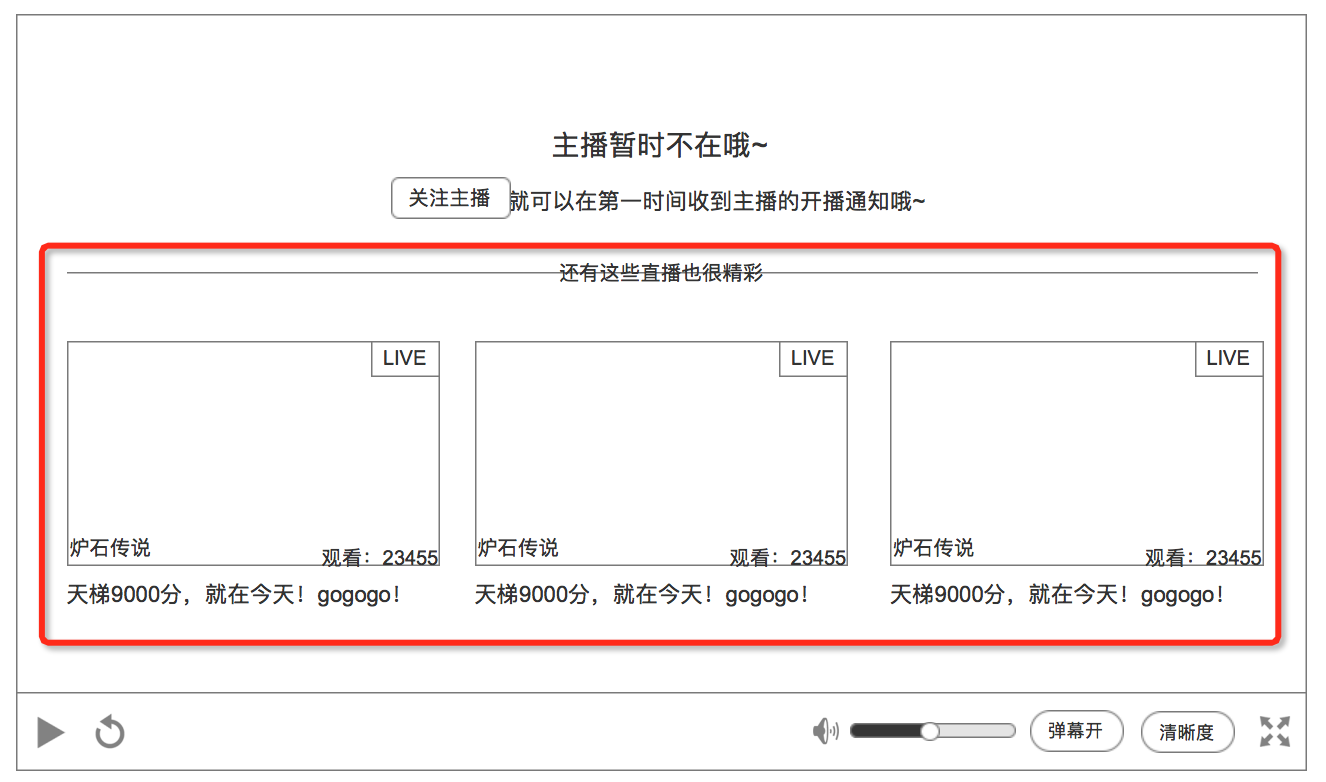 主播暂时不在哦~
关注主播 就可以在第一时间收到主播的开播通知哦~
还有这些直播也很精彩
LIVE LIVE LIVE
炉石传说 观看：23455 炉石传说 观看：23455 炉石传说 观看：23455
天梯9000分，就在今天！gogogo！ 天梯9000分，就在今天！gogogo！ 天梯9000分，就在今天！gogogo！
弹幕开 清晰度